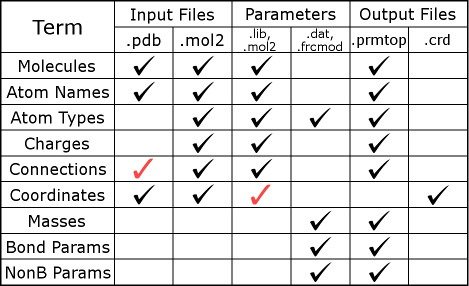 Term Input Files Parameters Output Files
.pdb .mol2 .lib, .mol2 .dat, .frcmod .prmtop .crd
Molecules ✓ ✓ ✓ ✓
Atom Names ✓ ✓ ✓ ✓
Atom Types ✓ ✓ ✓ ✓
Charges ✓ ✓ ✓
Connections ✓ ✓ ✓ ✓
Coordinates ✓ ✓ ✓ ✓
Masses ✓ ✓
Bond Params ✓ ✓
NonB Params ✓ ✓